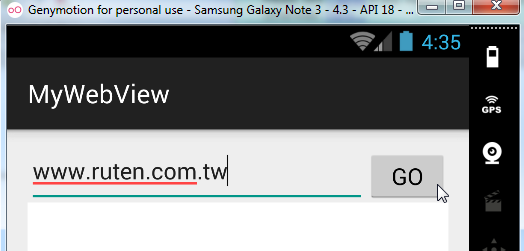 Genymotion for personal use - Samsung Galaxy Note 3 - 4.3 - API 18 - ...
4:35
MyWebView
GPS
www.ruten.com.tw
GO